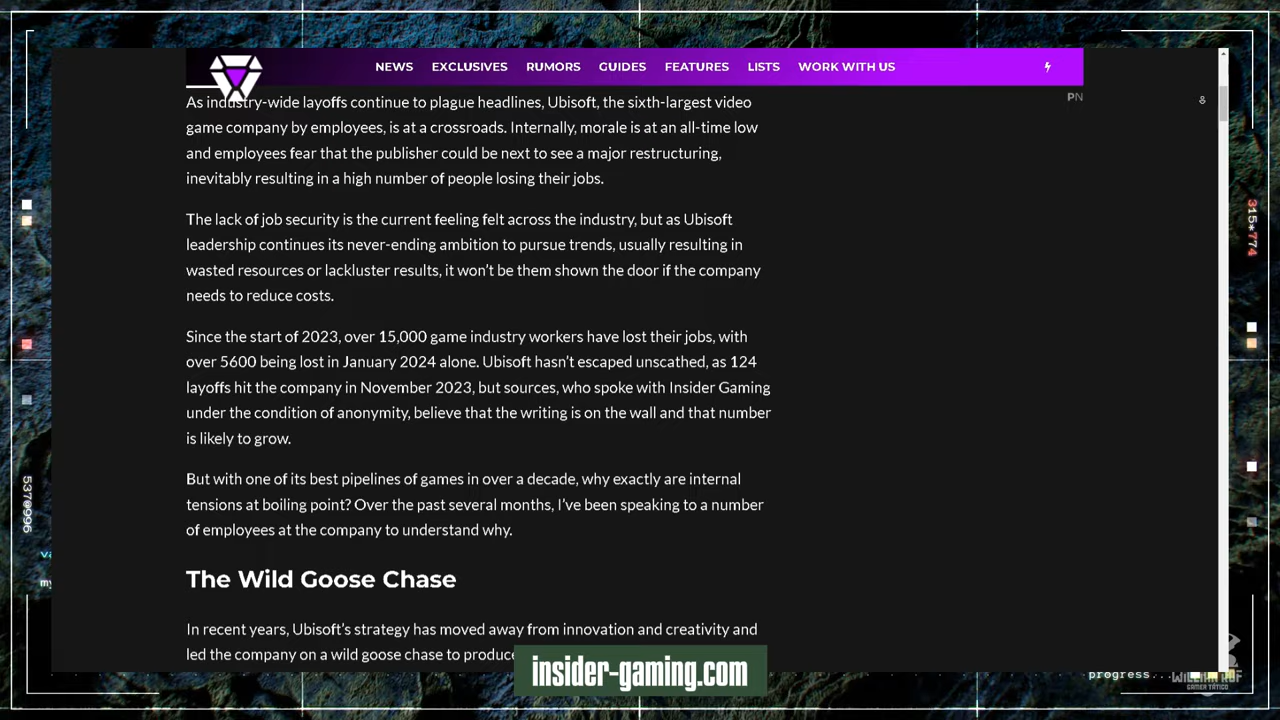 NEWS EXCLUSIVES RUMORS GUIDES FEATURES LISTS WORK WITH US
PN
As industry-wide layoffs continue to plague headlines, Ubisoft, the sixth-largest video
game company by employees, is at a crossroads. Internally, morale is at an all-time low
and employees fear that the publisher could be next to see a major restructuring,
inevitably resulting in a high number of people losing their jobs.
The lack of job security is the current feeling felt across the industry, but as Ubisoft
leadership continues its never-ending ambition to pursue trends, usually resulting in
wasted resources or lackluster results, it won't be them shown the door if the company
needs to reduce costs.
Since the start of 2023, over 15,000 game industry workers have lost their jobs, with
over 5600 being lost in January 2024 alone. Ubisoft hasn't escaped unscathed, as 124
layoffs hit the company in November 2023, but sources, who spoke with Insider Gaming
under the condition of anonymity, believe that the writing is on the wall and that number
is likely to grow.
But with one of its best pipelines of games in over a decade, why exactly are internal
tensions at boiling point? Over the past several months, I've been speaking to a number
of employees at the company to understand why.
The Wild Goose Chase
In recent years, Ubisoft's strategy has moved away from innovation and creativity and
led the company on a wild goose chase to produce
insider-gaming.com
315*774
5370996
my
progress...
GAMER TÁTICO